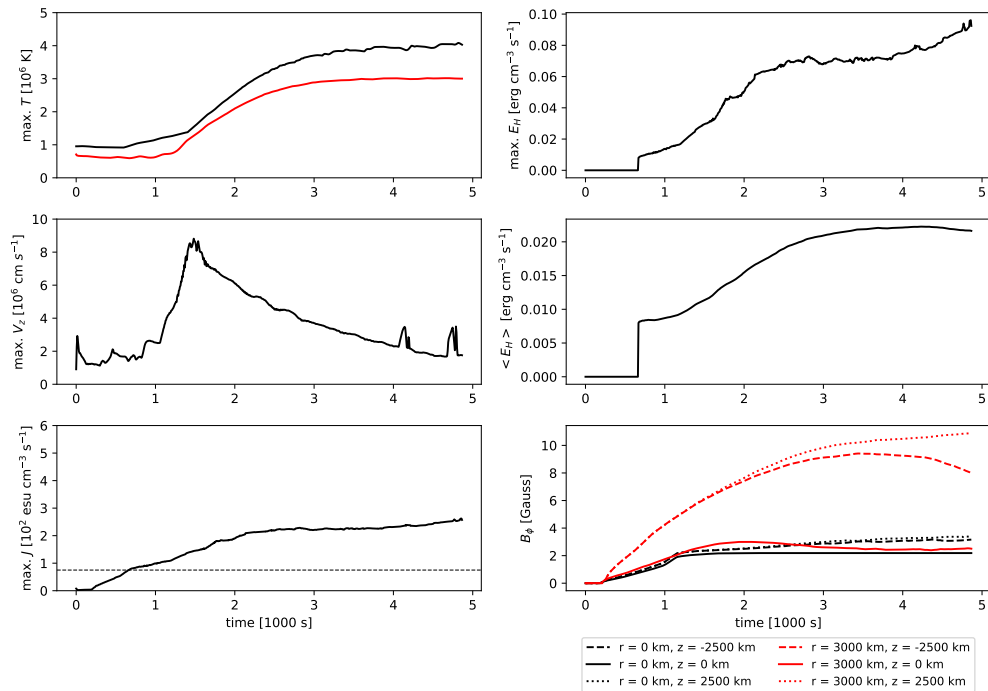 max. T [10⁶ K]
5
4
3
2
1
0
0 1 2 3 4 5
max. E_H [erg cm⁻³ s⁻¹]
0.10
0.08
0.06
0.04
0.02
0.00
0 1 2 3 4 5
max. V_z [10⁶ cm s⁻¹]
10
8
6
4
2
0
0 1 2 3 4 5
< E_H > [erg cm⁻³ s⁻¹]
0.020
0.015
0.010
0.005
0.000
0 1 2 3 4 5
max. J [10² esu cm⁻³ s⁻¹]
6
5
4
3
2
1
0
0 1 2 3 4 5
time [1000 s]
B_ϕ [Gauss]
10
8
6
4
2
0
0 1 2 3 4 5
time [1000 s]
r = 0 km, z = -2500 km
r = 0 km, z = 0 km
r = 0 km, z = 2500 km
r = 3000 km, z = -2500 km
r = 3000 km, z = 0 km
r = 3000 km, z = 2500 km